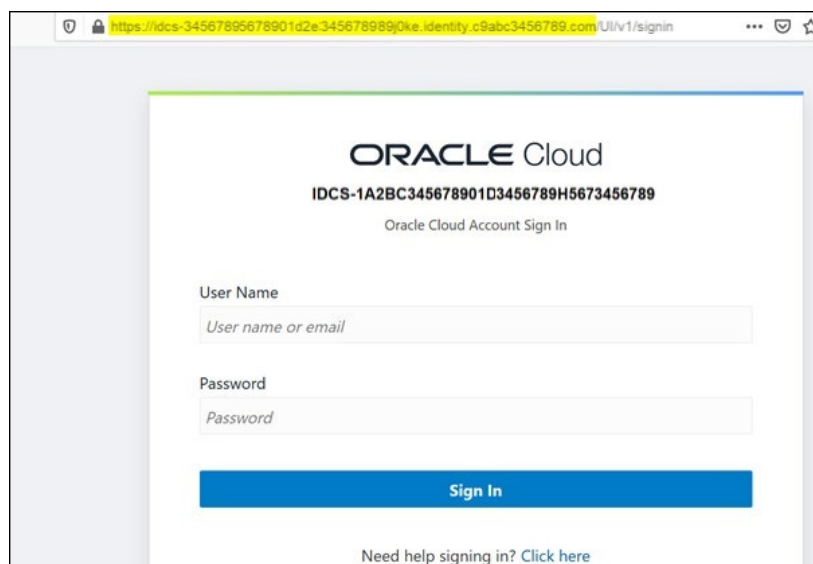 https://idcs-34567895678901d2e345678989j0ke.identity.c9abc3456789.com/UI/v1/signin
ORACLE Cloud
IDCS-1A2BC345678901D3456789H5673456789
Oracle Cloud Account Sign In
User Name
User name or email
Password
Password
Sign In
Need help signing in? Click here